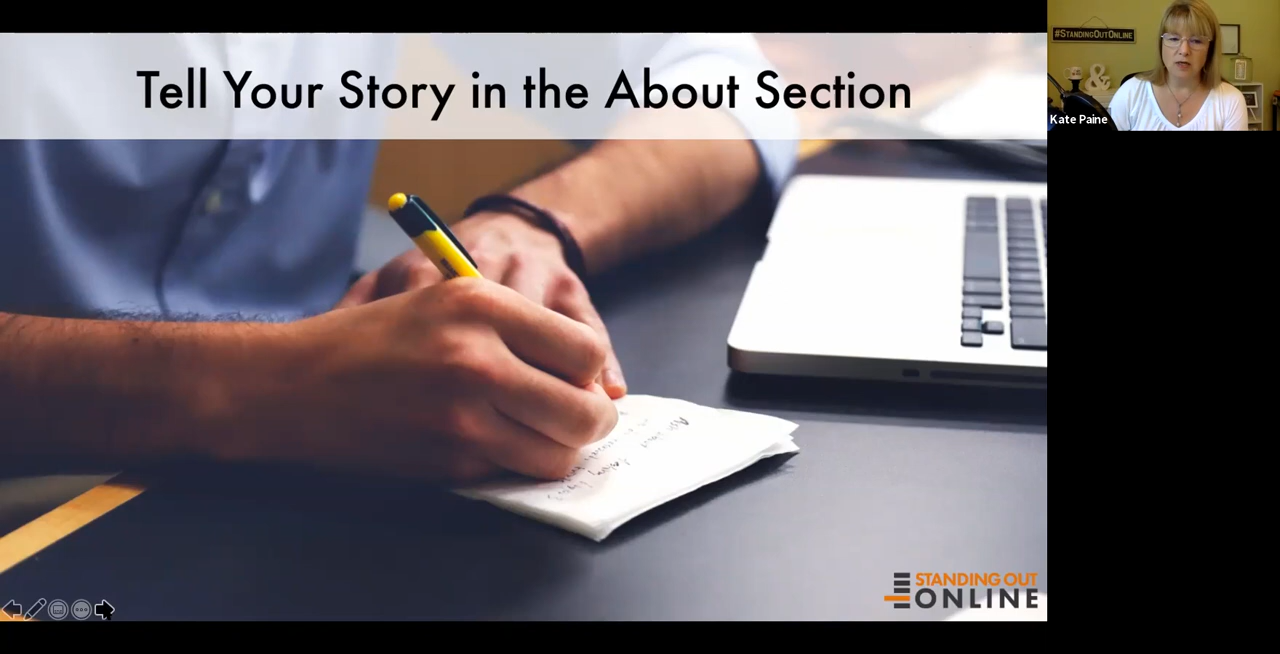 Tell Your Story in the About Section
#STANDINGOUTONLINE
Kate Paine
STANDING OUT
ONLINE